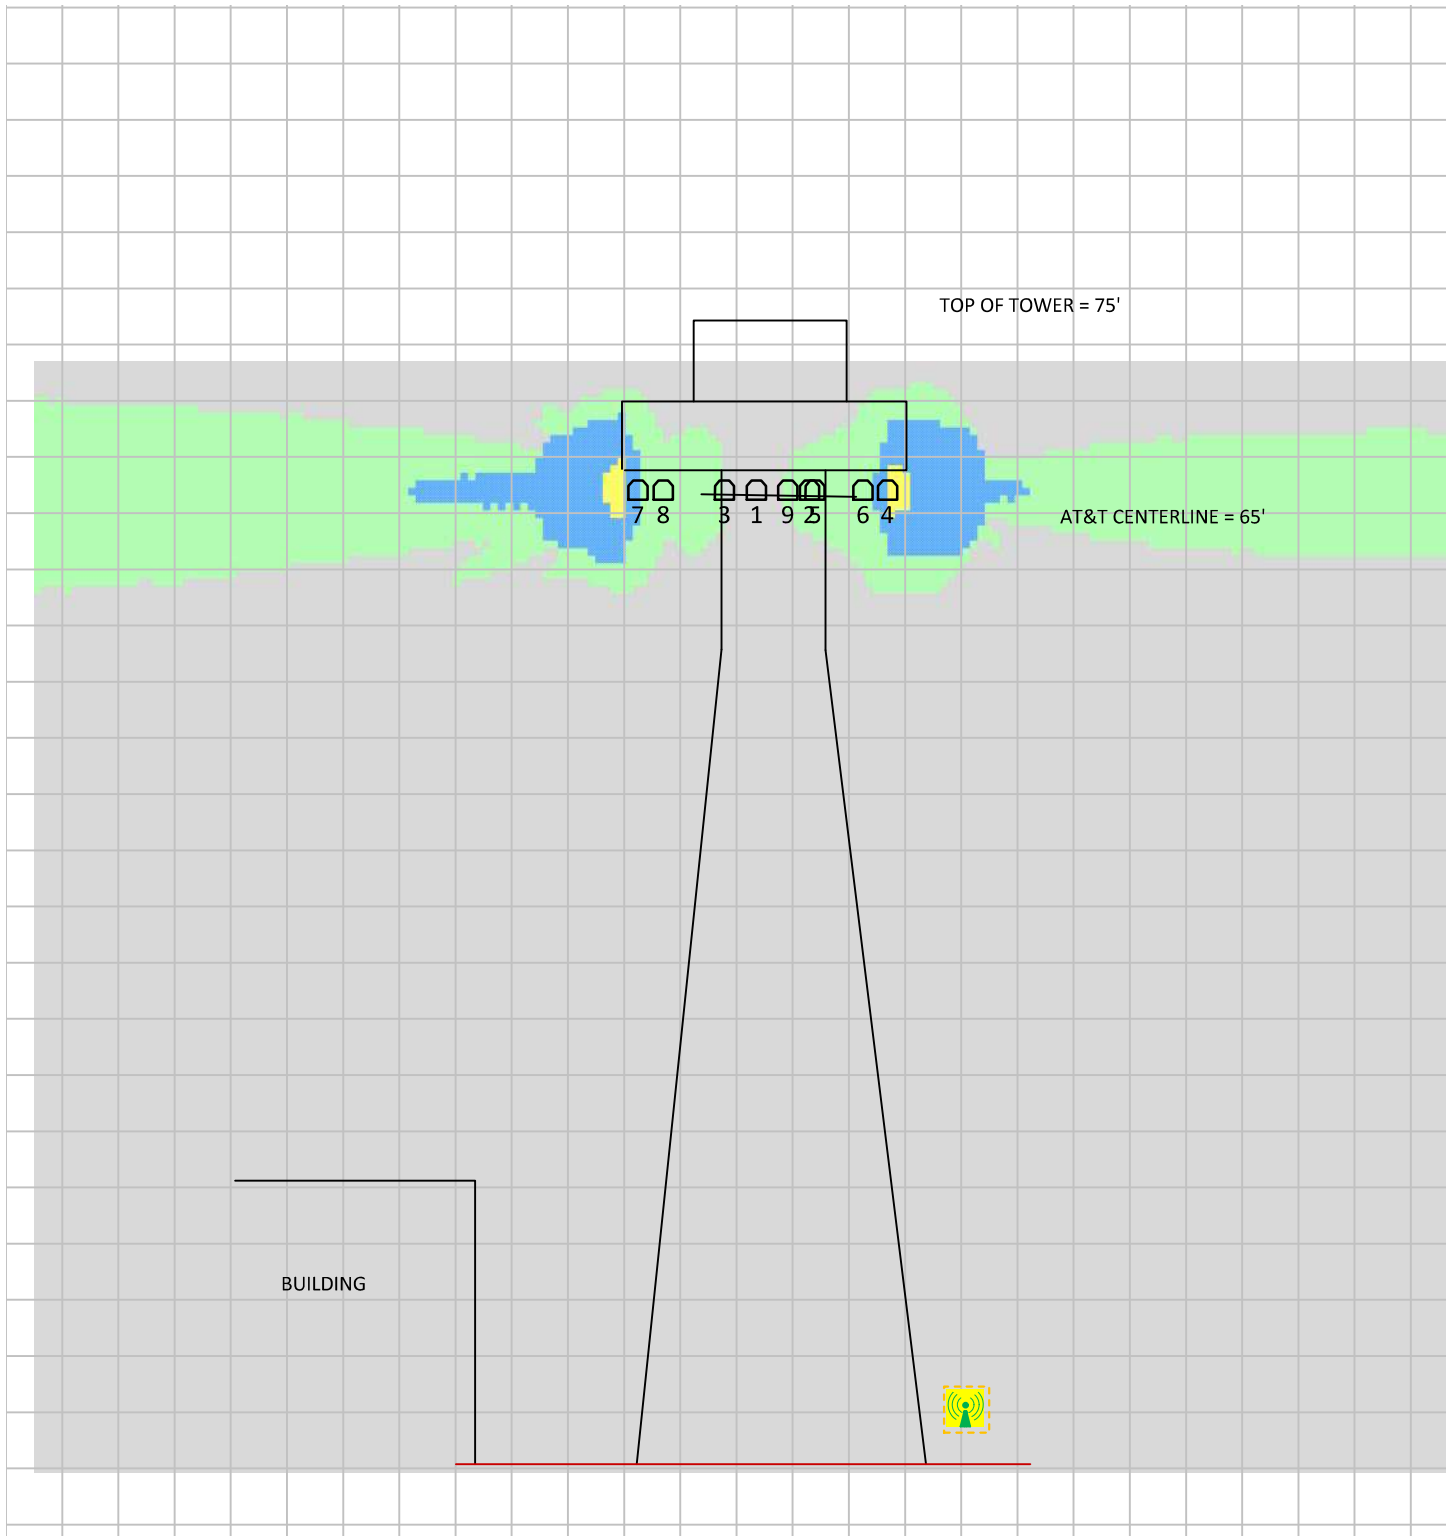 TOP OF TOWER = 75'
7 8 3 1 9 2 5 6 4
AT&T CENTERLINE = 65'
BUILDING